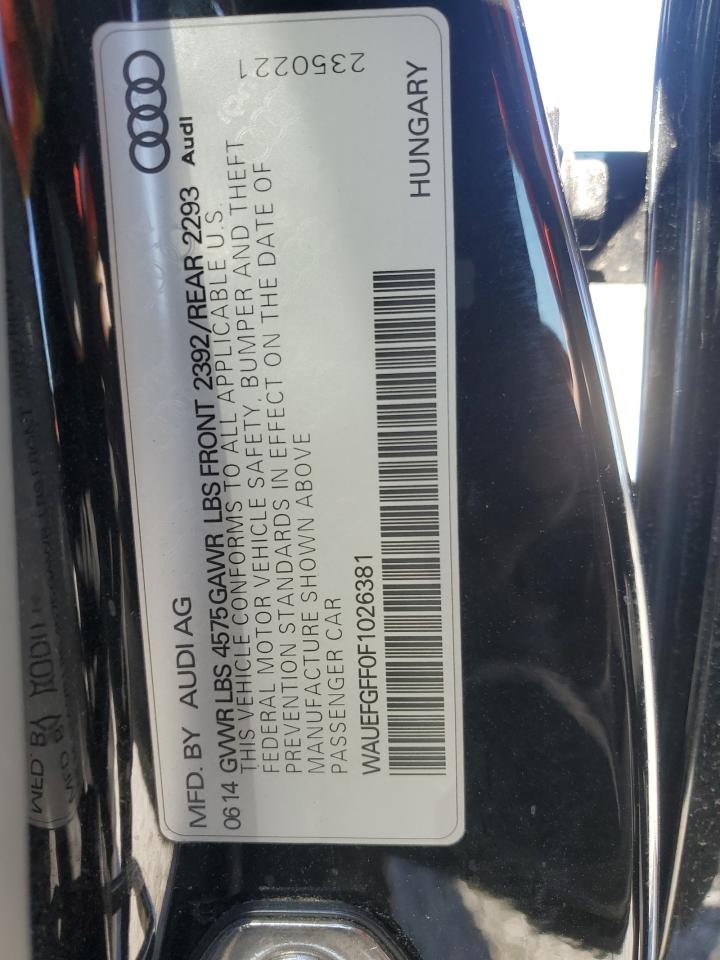 MFD. BY AUDI AG
Audi
0614 GVWR LBS 4575 GAWR LBS FRONT 2392/REAR 2293
THIS VEHICLE CONFORMS TO ALL APPLICABLE U.S.
FEDERAL MOTOR VEHICLE SAFETY, BUMPER AND THEFT
PREVENTION STANDARDS IN EFFECT ON THE DATE OF
MANUFACTURE SHOWN ABOVE
PASSENGER CAR
2350221
WAUEFGFF0F1026381
HUNGARY